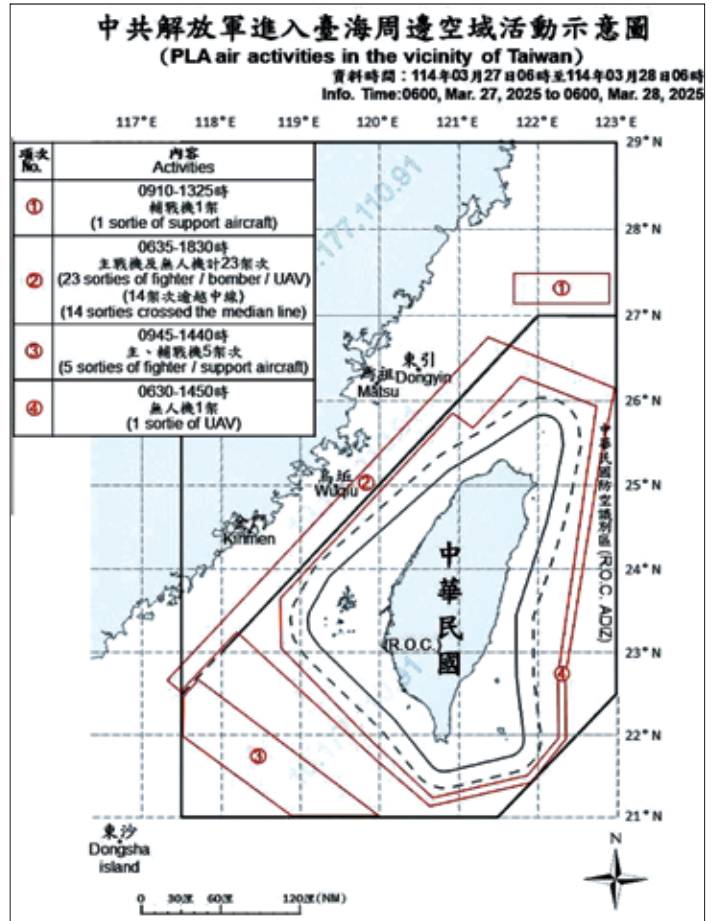 中共解放軍進入臺海周邊空域活動示意圖
(PLA air activities in the vicinity of Taiwan)
資料時間：114年03月27日06時至114年03月28日06時
Info. Time:0600, Mar. 27, 2025 to 0600, Mar. 28, 2025
117°E 118°E 119°E 120°E 121°E 122°E 123°E
項次 No. 內容 Activities
① 0910-1325時
輔戰機1架
(1 sortie of support aircraft)
② 0635-1830時
主戰機及無人機計23架次
(23 sorties of fighter / bomber / UAV)
(14架次逾越中線)
(14 sorties crossed the median line)
③ 0945-1440時
主、輔戰機5架次
(5 sorties of fighter / support aircraft)
④ 0630-1450時
無人機1架
(1 sortie of UAV)
29°N
28°N
①
27°N
東引
Dongyin
馬祖
Matsu
26°N
中華民國防空識別區(R.O.C. ADIZ)
烏坵
Wuqiu
②
25°N
金門
Kinmen
24°N
中華民國
(R.O.C.)
23°N
④
22°N
③
21°N
東沙
Dongsha
island
N
0 30浬 60浬 120浬(NM)